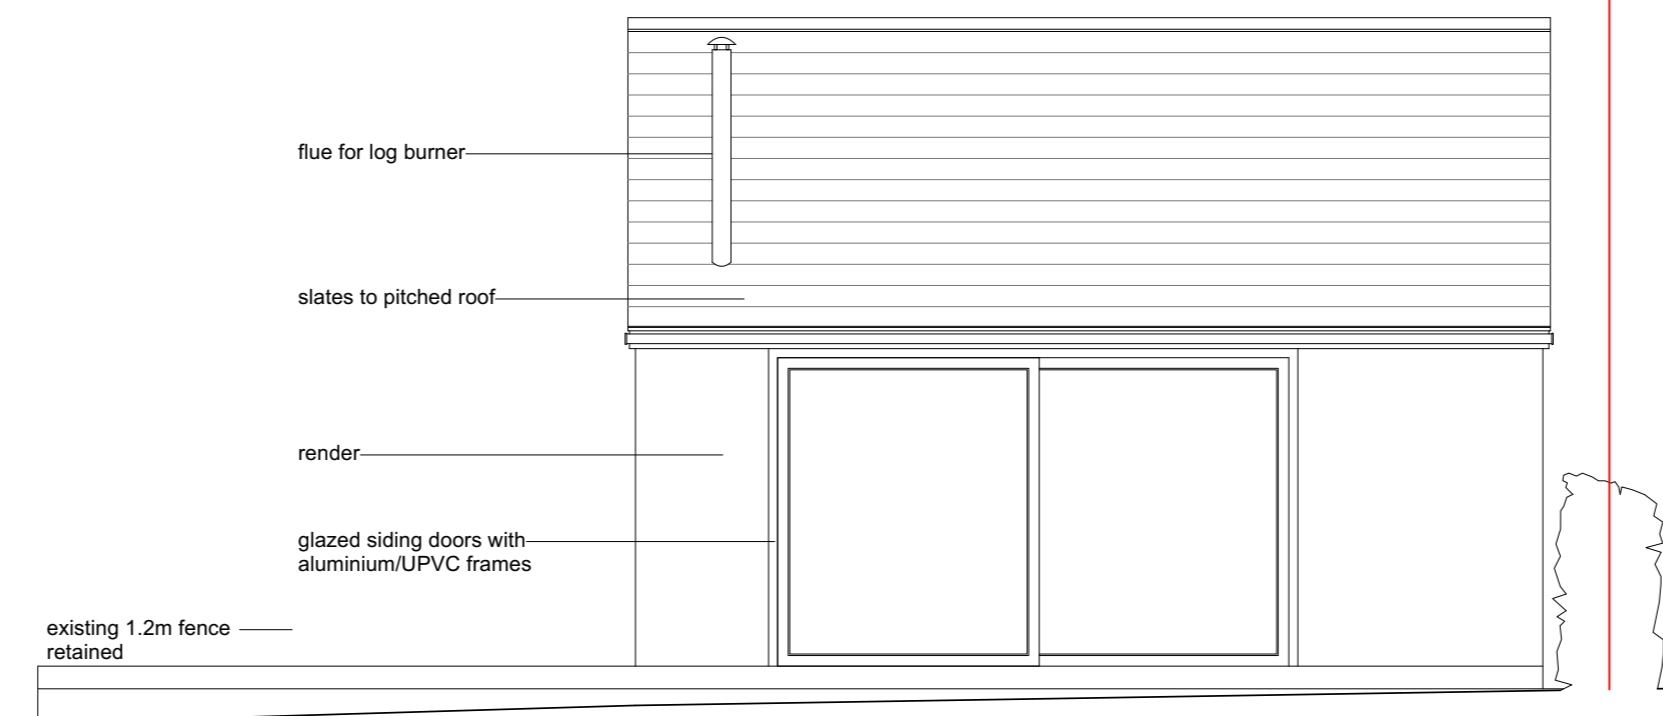 flue for log burner
slates to pitched roof
render
glazed siding doors with
aluminium/UPVC frames
existing 1.2m fence
retained